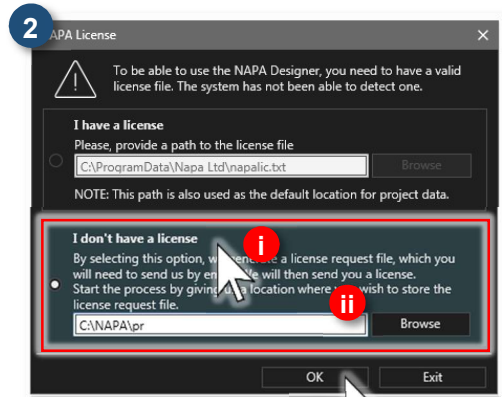 2
NAPA License
To be able to use the NAPA Designer, you need to have a valid
license file. The system has not been able to detect one.
I have a license
Please, provide a path to the license file
C:\ProgramData\Napa Ltd\napalic.txt
Browse
NOTE: This path is also used as the default location for project data.
I don't have a license
i
By selecting this option, a license request file, which you
will need to send us by will then send you a license.
Start the process by giving a location where wish to store the
license request file.
ii
C:\NAPA\pr
Browse
OK
Exit